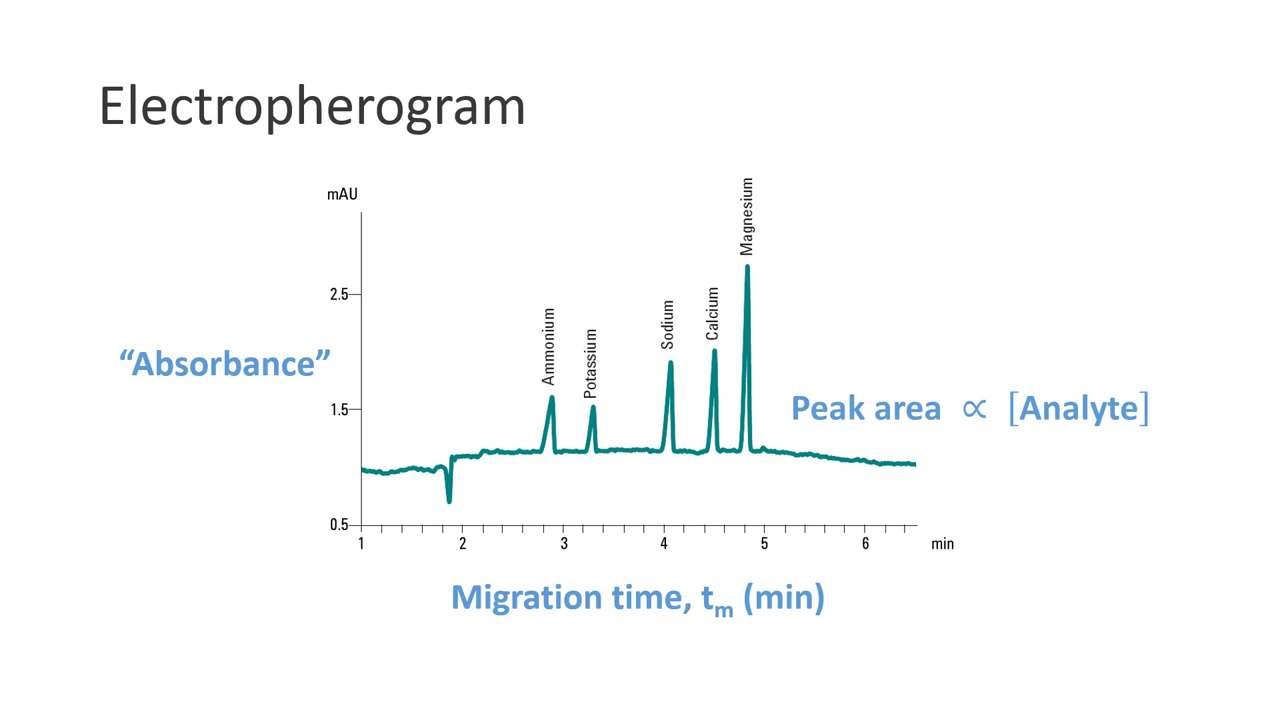 Electropherogram
mAU
Magnesium
2.5
Calcium
Sodium
Ammonium
Potassium
“Absorbance”
1.5
Peak area ∝ [Analyte]
0.5
1 2 3 4 5 6 min
Migration time, tm (min)